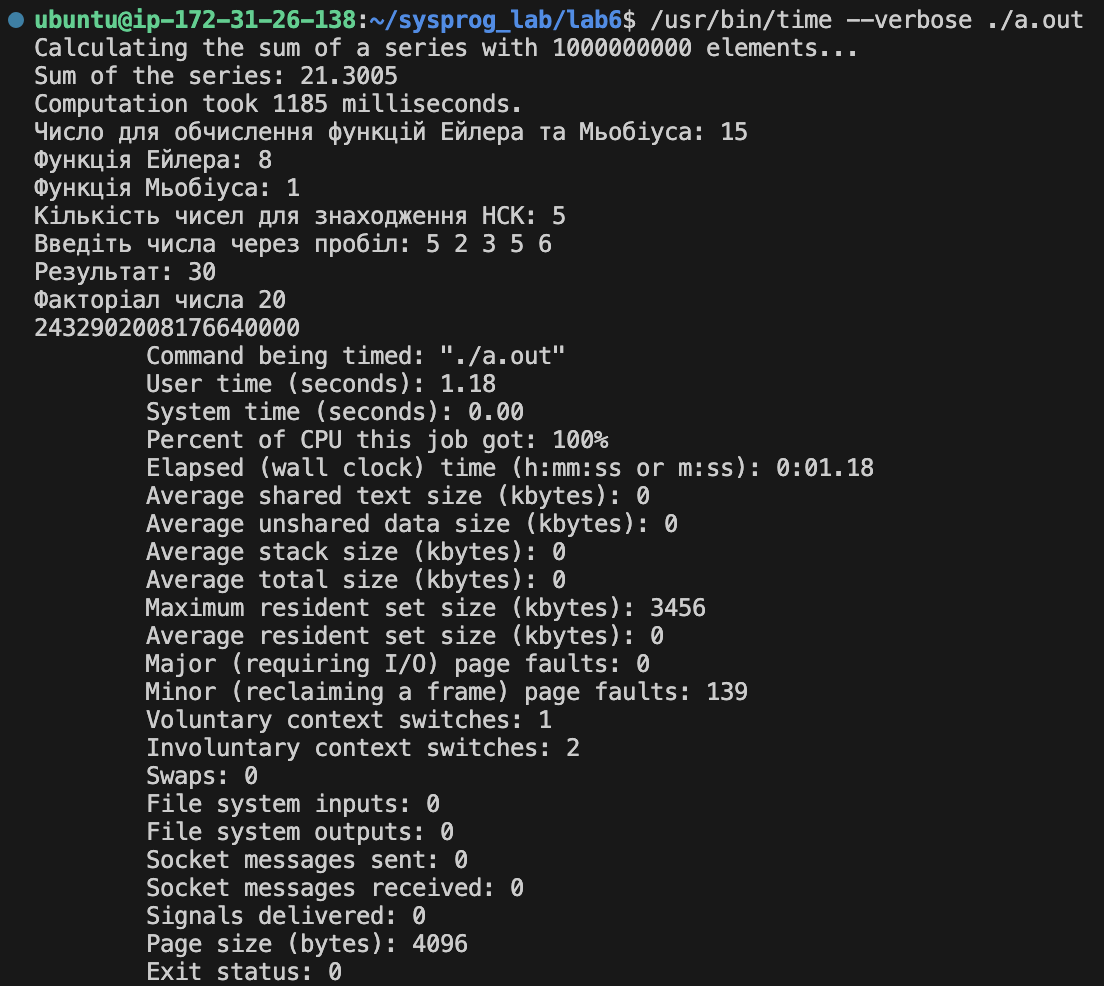 ubuntu@ip-172-31-26-138:~/sysprog_lab/lab6$ /usr/bin/time --verbose ./a.out
Calculating the sum of a series with 1000000000 elements...
Sum of the series: 21.3005
Computation took 1185 milliseconds.
Число для обчислення функцій Ейлера та Мьобіуса: 15
Функція Ейлера: 8
Функція Мьобіуса: 1
Кількість чисел для знаходження НСК: 5
Введіть числа через пробіл: 5 2 3 5 6
Результат: 30
Факторіал числа 20
2432902008176640000
Command being timed: "./a.out"
User time (seconds): 1.18
System time (seconds): 0.00
Percent of CPU this job got: 100%
Elapsed (wall clock) time (h:mm:ss or m:ss): 0:01.18
Average shared text size (kbytes): 0
Average unshared data size (kbytes): 0
Average stack size (kbytes): 0
Average total size (kbytes): 0
Maximum resident set size (kbytes): 3456
Average resident set size (kbytes): 0
Major (requiring I/O) page faults: 0
Minor (reclaiming a frame) page faults: 139
Voluntary context switches: 1
Involuntary context switches: 2
Swaps: 0
File system inputs: 0
File system outputs: 0
Socket messages sent: 0
Socket messages received: 0
Signals delivered: 0
Page size (bytes): 4096
Exit status: 0